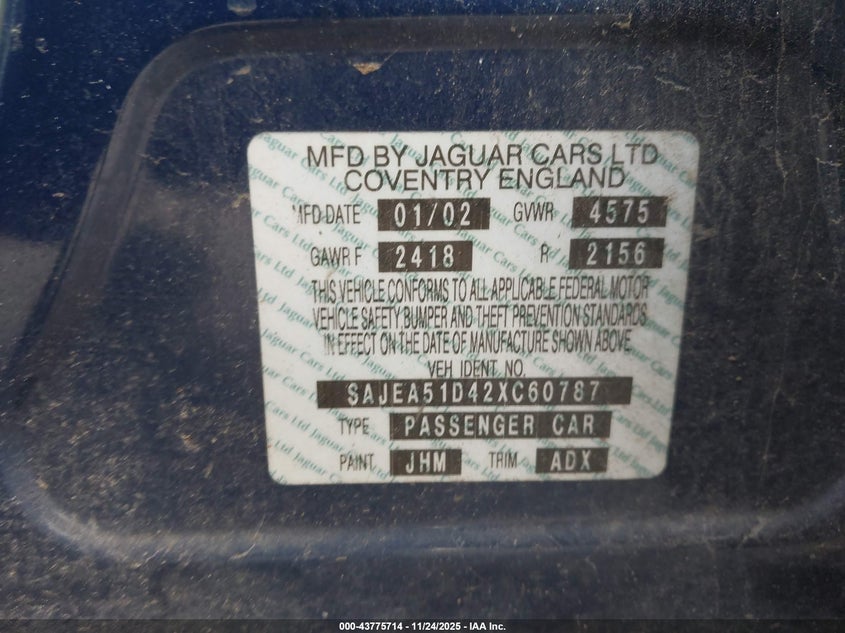 MFD BY JAGUAR CARS LTD
COVENTRY ENGLAND
MFD DATE 01/02 GVWR 4575
GAWR F 2418 R 2156
THIS VEHICLE CONFORMS TO ALL APPLICABLE FEDERAL MOTOR
VEHICLE SAFETY, BUMPER AND THEFT PREVENTION STANDARDS
IN EFFECT ON THE DATE OF MANUFACTURE SHOWN ABOVE
VEH. IDENT. NO.
SAJEA51D42XC60787
TYPE PASSENGER CAR
PAINT JHM TRIM ADX
000-43775714 - 11/24/2025 - IAA Inc.